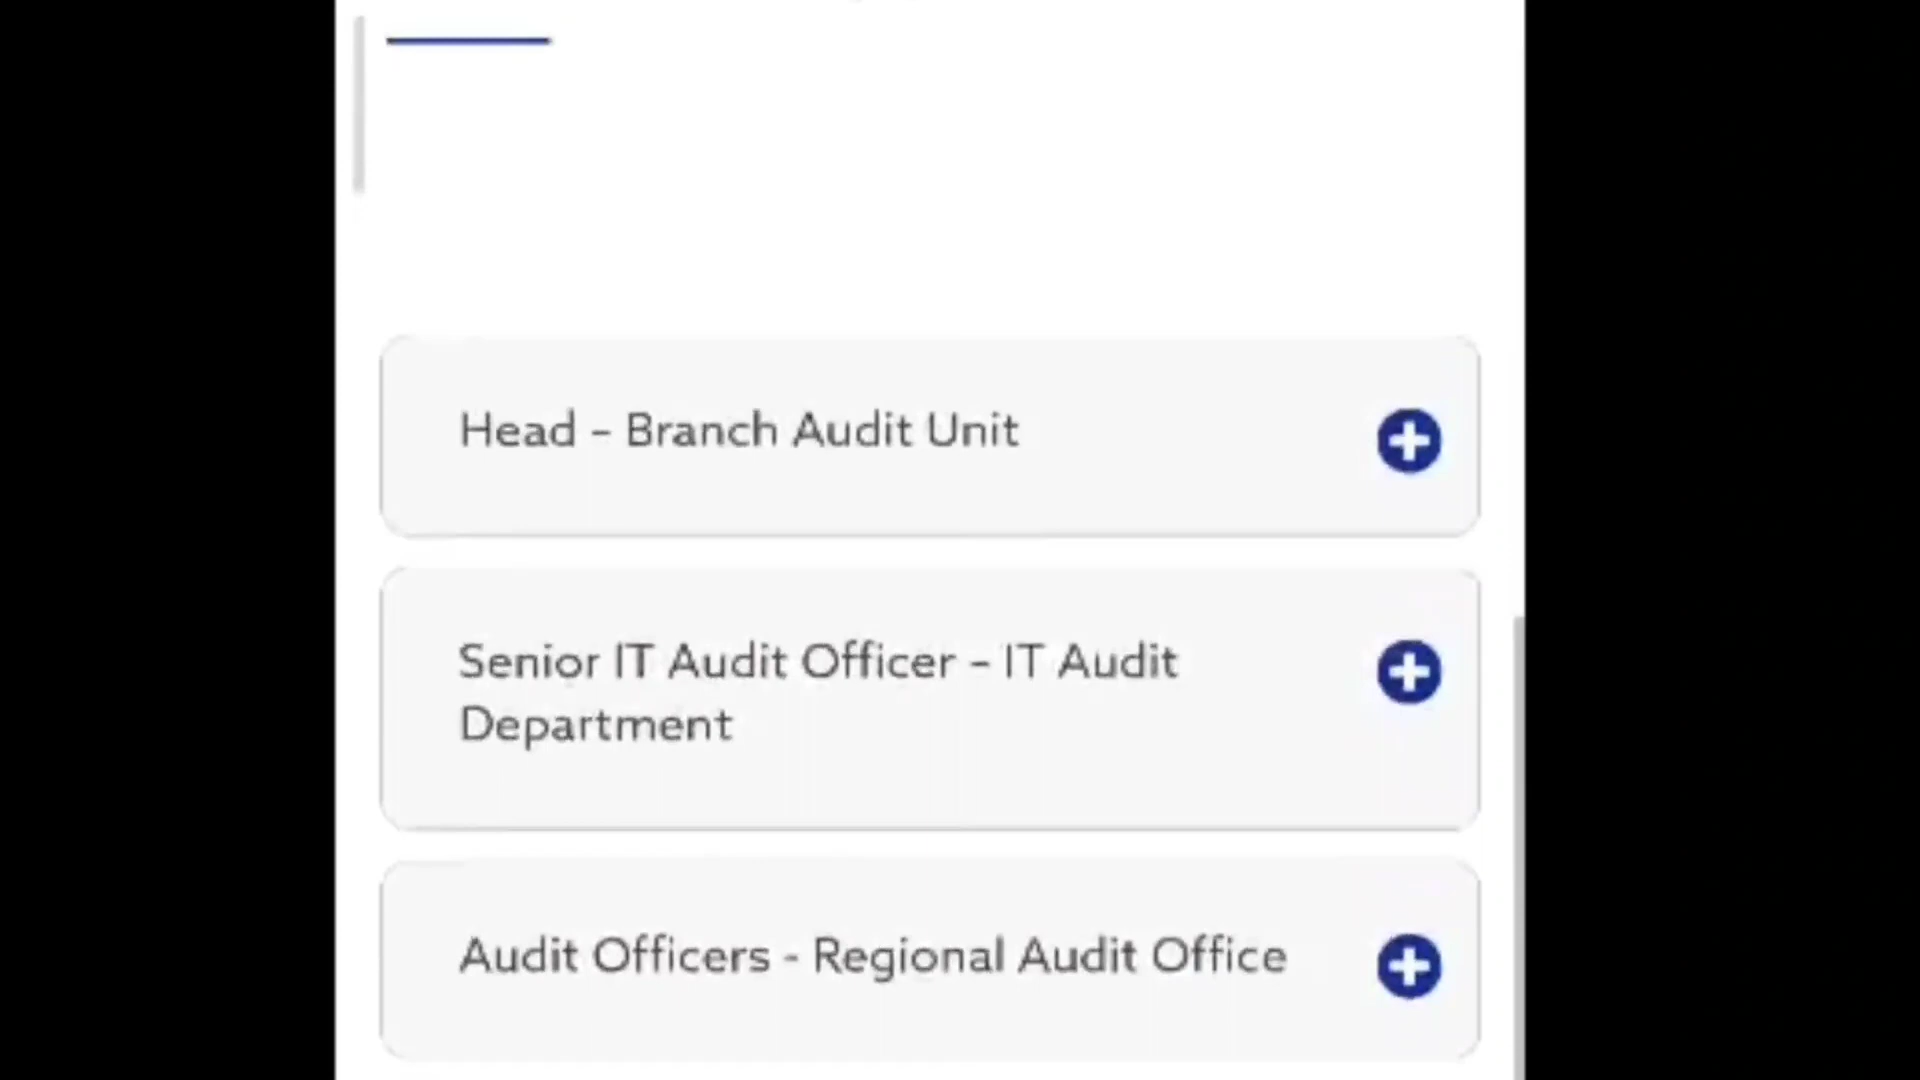 Head – Branch Audit Unit
Senior IT Audit Officer – IT Audit
Department
Audit Officers - Regional Audit Office